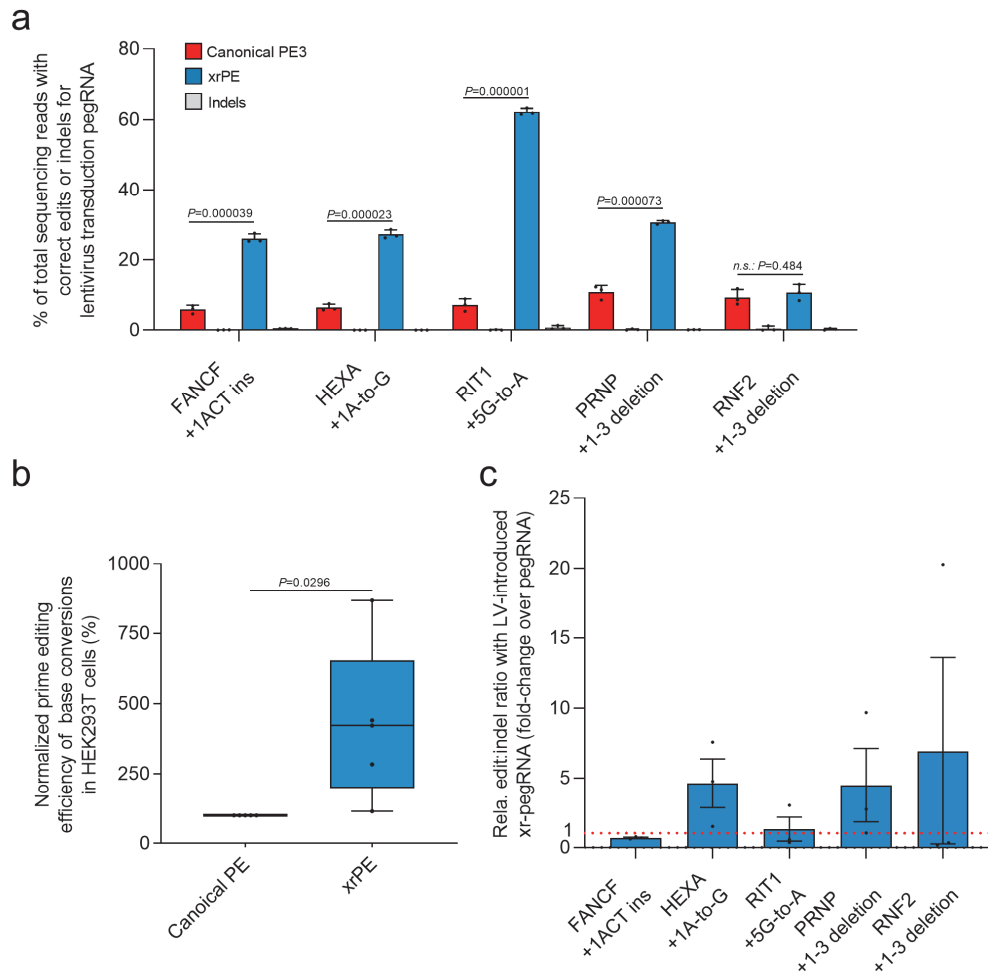 a
% of total sequencing reads with
correct edits or indels for
lentivirus transduction pegRNA
80
60
40
20
0
Canonical PE3
xrPE
Indels
P=0.000039
P=0.000023
P=0.000001
P=0.000073
n.s.: P=0.484
FANCF
+1ACT ins
HEXA
+1A-to-G
RIT1
+5G-to-A
PRNP
+1-3 deletion
RNF2
+1-3 deletion
b
Normalized prime editing
efficiency of base conversions
in HEK293T cells (%)
1000
750
500
250
0
P=0.0296
Canoical PE
xrPE
c
Rela. edit:indel ratio with LV-introduced
xr-pegRNA (fold-change over pegRNA)
25
20
15
10
5
1
0
FANCF
+1ACT ins
HEXA
+1A-to-G
RIT1
+5G-to-A
PRNP
+1-3 deletion
RNF2
+1-3 deletion